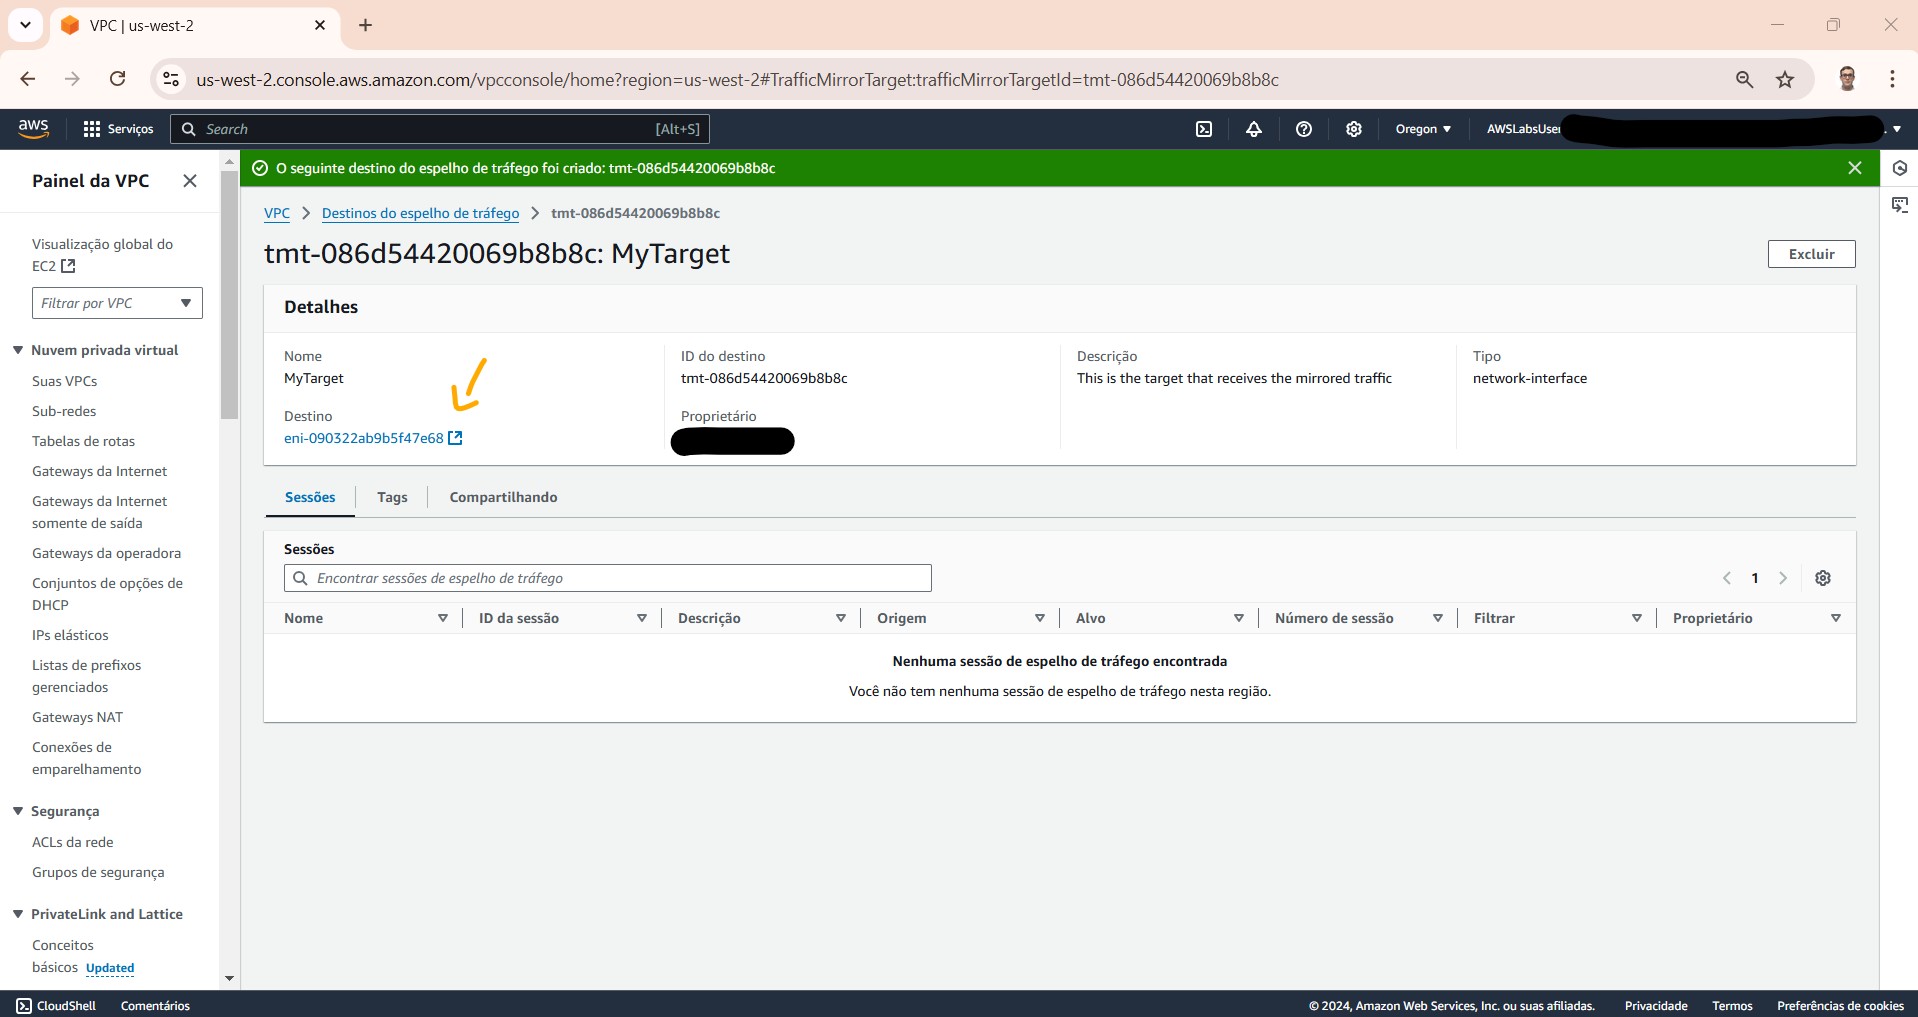 VPC | us-west-2
us-west-2.console.aws.amazon.com/vpcconsole/home?region=us-west-2#TrafficMirrorTarget:trafficMirrorTargetId=tmt-086d54420069b8b8c
aws
Serviços
Search
[Alt+S]
Oregon
AWSLabsUser
Painel da VPC
Visualização global do
EC2
Filtrar por VPC
Nuvem privada virtual
Suas VPCs
Sub-redes
Tabelas de rotas
Gateways da Internet
Gateways da Internet
somente de saída
Gateways da operadora
Conjuntos de opções de
DHCP
IPs elásticos
Listas de prefixos
gerenciados
Gateways NAT
Conexões de
emparelhamento
Segurança
ACLs da rede
Grupos de segurança
PrivateLink and Lattice
Conceitos
básicos Updated
O seguinte destino do espelho de tráfego foi criado: tmt-086d54420069b8b8c
VPC > Destinos do espelho de tráfego > tmt-086d54420069b8b8c
tmt-086d54420069b8b8c: MyTarget
Excluir
Detalhes
Nome
MyTarget
Destino
eni-090322ab9b5f47e68
ID do destino
tmt-086d54420069b8b8c
Proprietário
Descrição
This is the target that receives the mirrored traffic
Tipo
network-interface
Sessões
Tags
Compartilhando
Sessões
Encontrar sessões de espelho de tráfego
1
Nome
ID da sessão
Descrição
Origem
Alvo
Número de sessão
Filtrar
Proprietário
Nenhuma sessão de espelho de tráfego encontrada
Você não tem nenhuma sessão de espelho de tráfego nesta região.
CloudShell
Comentários
© 2024, Amazon Web Services, Inc. ou suas afiliadas.
Privacidade
Termos
Preferências de cookies